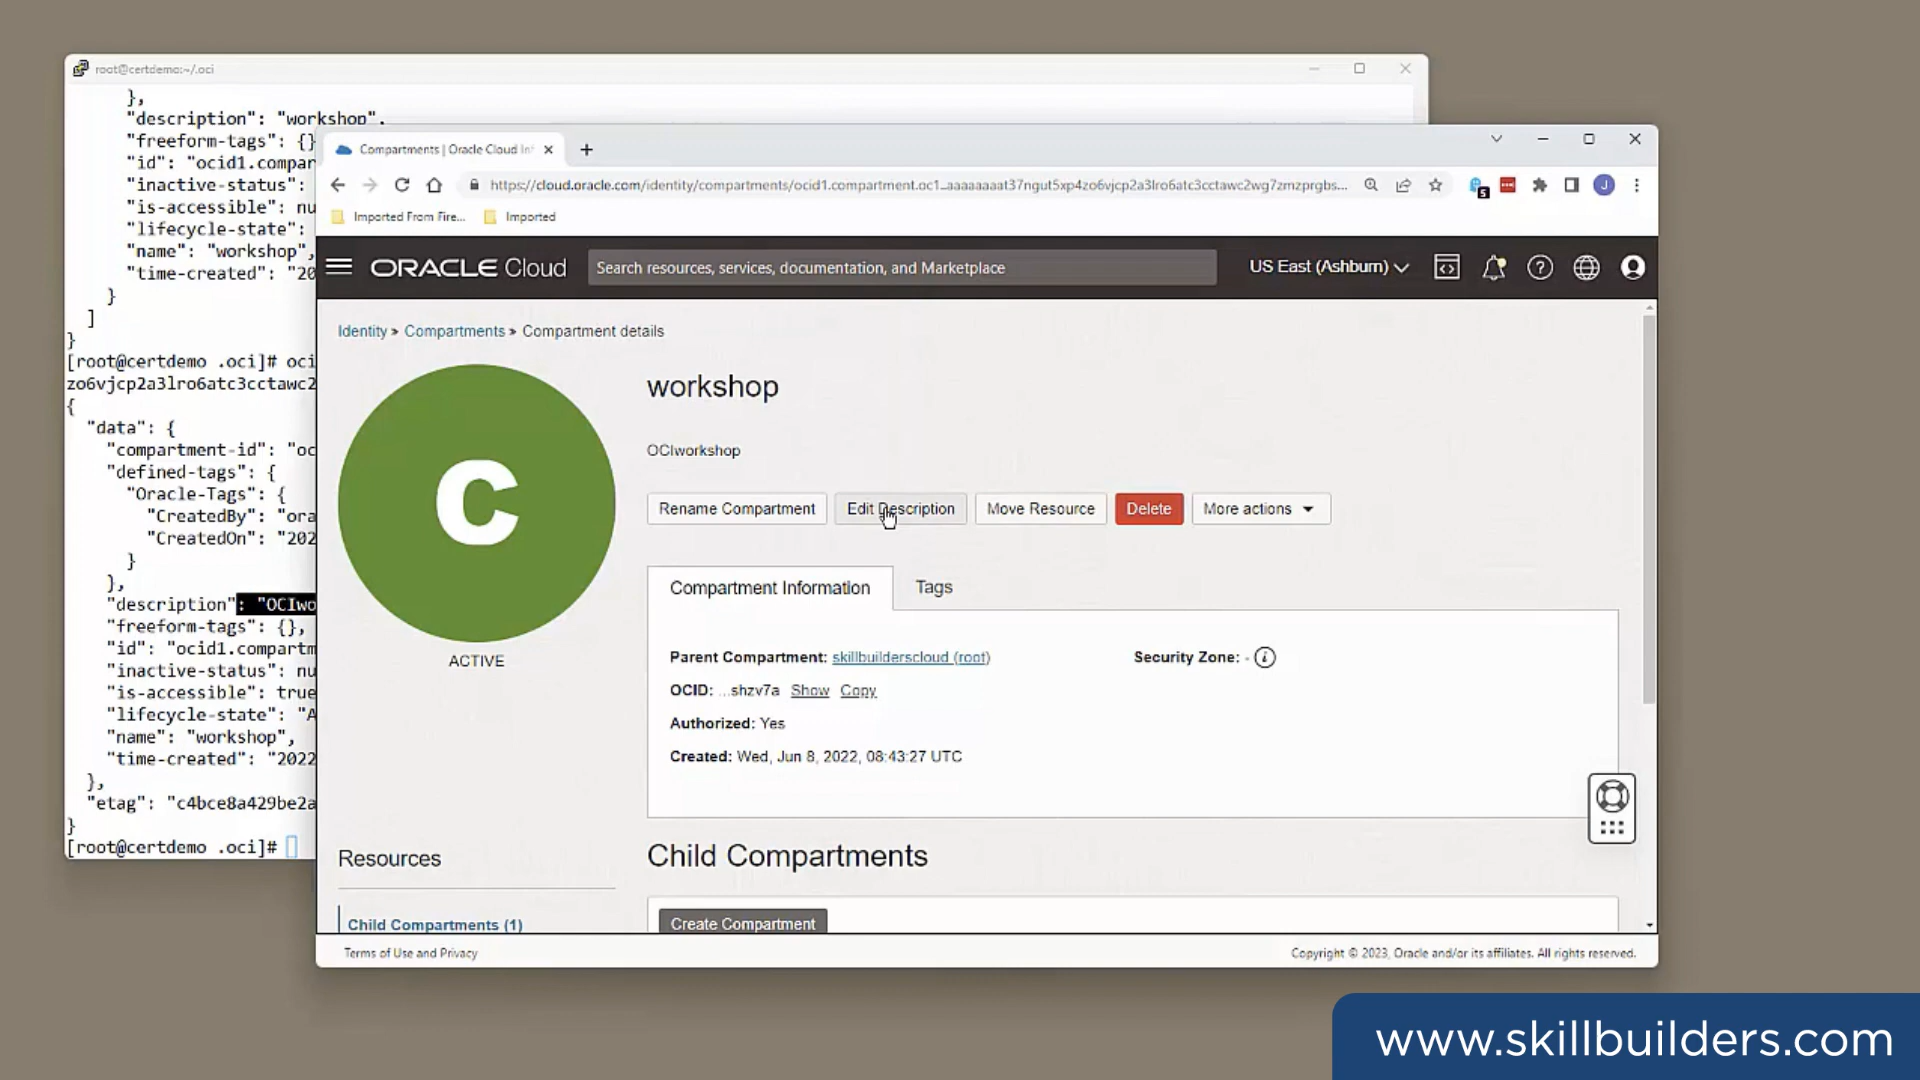 root@certdemo:~/.oci
},
"description": "workshop",
"freeform-tags": {}
"id": "ocid1.compar
"inactive-status":
"is-accessible": nu
"lifecycle-state":
"name": "workshop",
"time-created": "20
}
]
}
[root@certdemo .oci]# oci
zo6vjcp2a3lro6atc3cctawc2
{
"data": {
"compartment-id": "oc
"defined-tags": {
"Oracle-Tags": {
"CreatedBy": "ora
"CreatedOn": "202
}
},
"description": "OCIwo
"freeform-tags": {},
"id": "ocid1.compartm
"inactive-status": nu
"is-accessible": true
"lifecycle-state": "A
"name": "workshop",
"time-created": "2022
},
"etag": "c4bce8a429be2a
}
[root@certdemo .oci]#
Compartments | Oracle Cloud Inf
https://cloud.oracle.com/identity/compartments/ocid1.compartment.oc1..aaaaaaaat37ngut5xp4zo6vjcp2a3lro6atc3cctawc2wg7zmzprgbs...
5
J
Imported From Fire...
Imported
ORACLE Cloud
Search resources, services, documentation, and Marketplace
US East (Ashburn)
Identity » Compartments » Compartment details
C
ACTIVE
workshop
OCIworkshop
Rename Compartment
Edit Description
Move Resource
Delete
More actions
Compartment Information
Tags
Parent Compartment: skillbuilderscloud (root)
Security Zone: -
OCID: ...shzv7a Show Copy
Authorized: Yes
Created: Wed, Jun 8, 2022, 08:43:27 UTC
Resources
Child Compartments (1)
Child Compartments
Create Compartment
Terms of Use and Privacy
Copyright © 2023, Oracle and/or its affiliates. All rights reserved.
www.skillbuilders.com